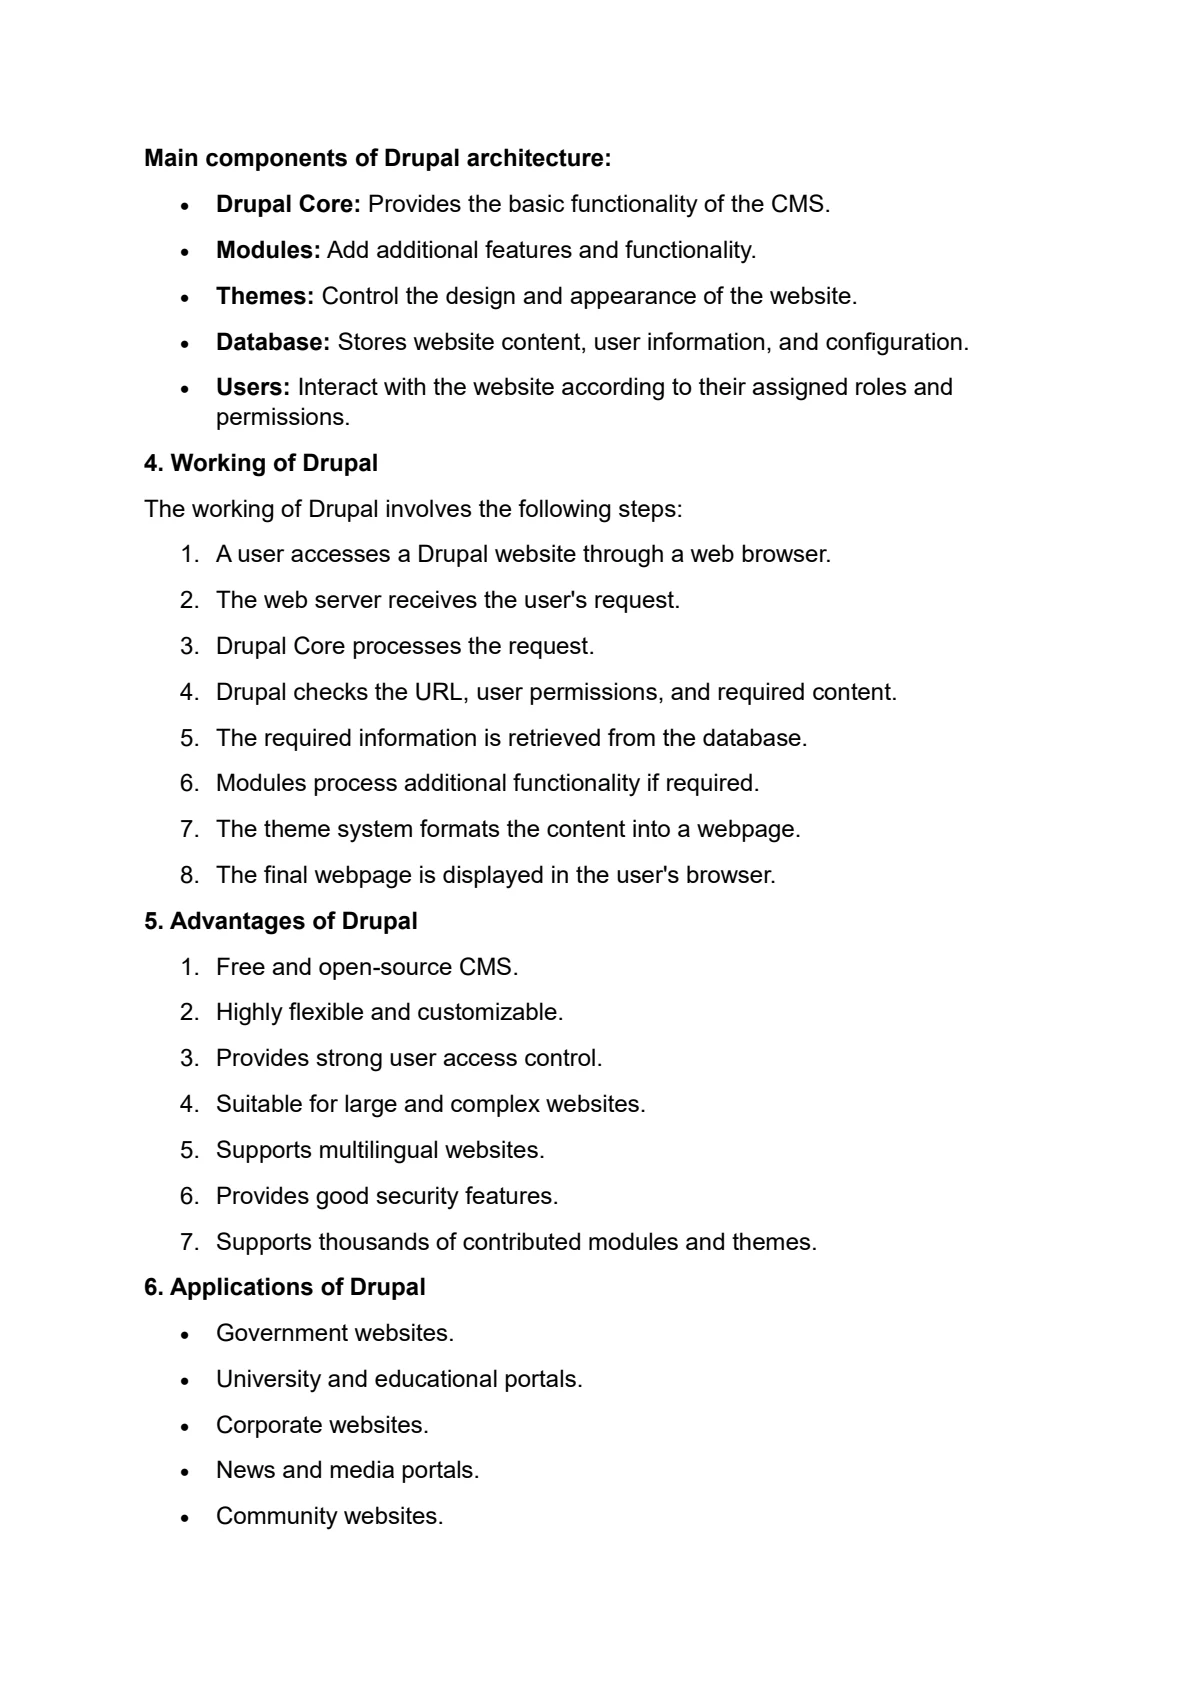 Main components of Drupal architecture:
• Drupal Core: Provides the basic functionality of the CMS.
• Modules: Add additional features and functionality.
• Themes: Control the design and appearance of the website.
• Database: Stores website content, user information, and configuration.
• Users: Interact with the website according to their assigned roles and
permissions.
4. Working of Drupal
The working of Drupal involves the following steps:
1. A user accesses a Drupal website through a web browser.
2. The web server receives the user's request.
3. Drupal Core processes the request.
4. Drupal checks the URL, user permissions, and required content.
5. The required information is retrieved from the database.
6. Modules process additional functionality if required.
7. The theme system formats the content into a webpage.
8. The final webpage is displayed in the user's browser.
5. Advantages of Drupal
1. Free and open-source CMS.
2. Highly flexible and customizable.
3. Provides strong user access control.
4. Suitable for large and complex websites.
5. Supports multilingual websites.
6. Provides good security features.
7. Supports thousands of contributed modules and themes.
6. Applications of Drupal
• Government websites.
• University and educational portals.
• Corporate websites.
• News and media portals.
• Community websites.